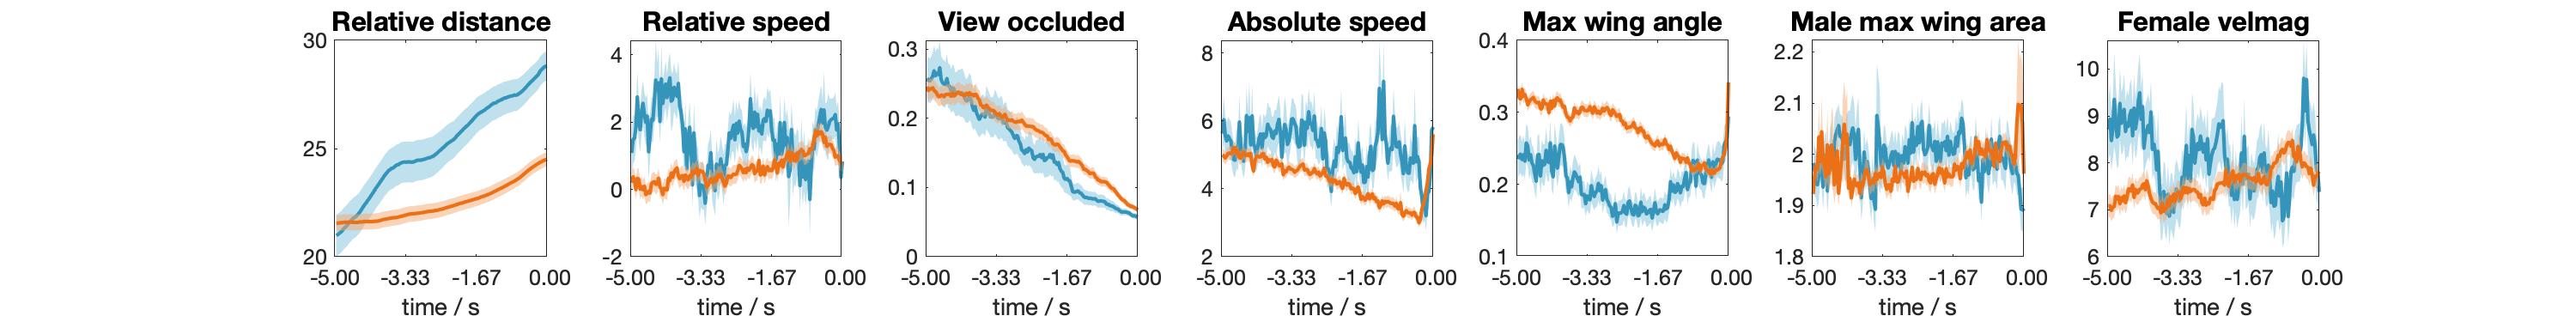 Relative distance
30
25
20
-5.00 -3.33 -1.67 0.00
time / s
Relative speed
4
2
0
-2
-5.00 -3.33 -1.67 0.00
time / s
View occluded
0.3
0.2
0.1
0
-5.00 -3.33 -1.67 0.00
time / s
Absolute speed
8
6
4
2
-5.00 -3.33 -1.67 0.00
time / s
Max wing angle
0.4
0.3
0.2
0.1
-5.00 -3.33 -1.67 0.00
time / s
Male max wing area
2.2
2.1
2
1.9
1.8
-5.00 -3.33 -1.67 0.00
time / s
Female velmag
10
9
8
7
6
-5.00 -3.33 -1.67 0.00
time / s